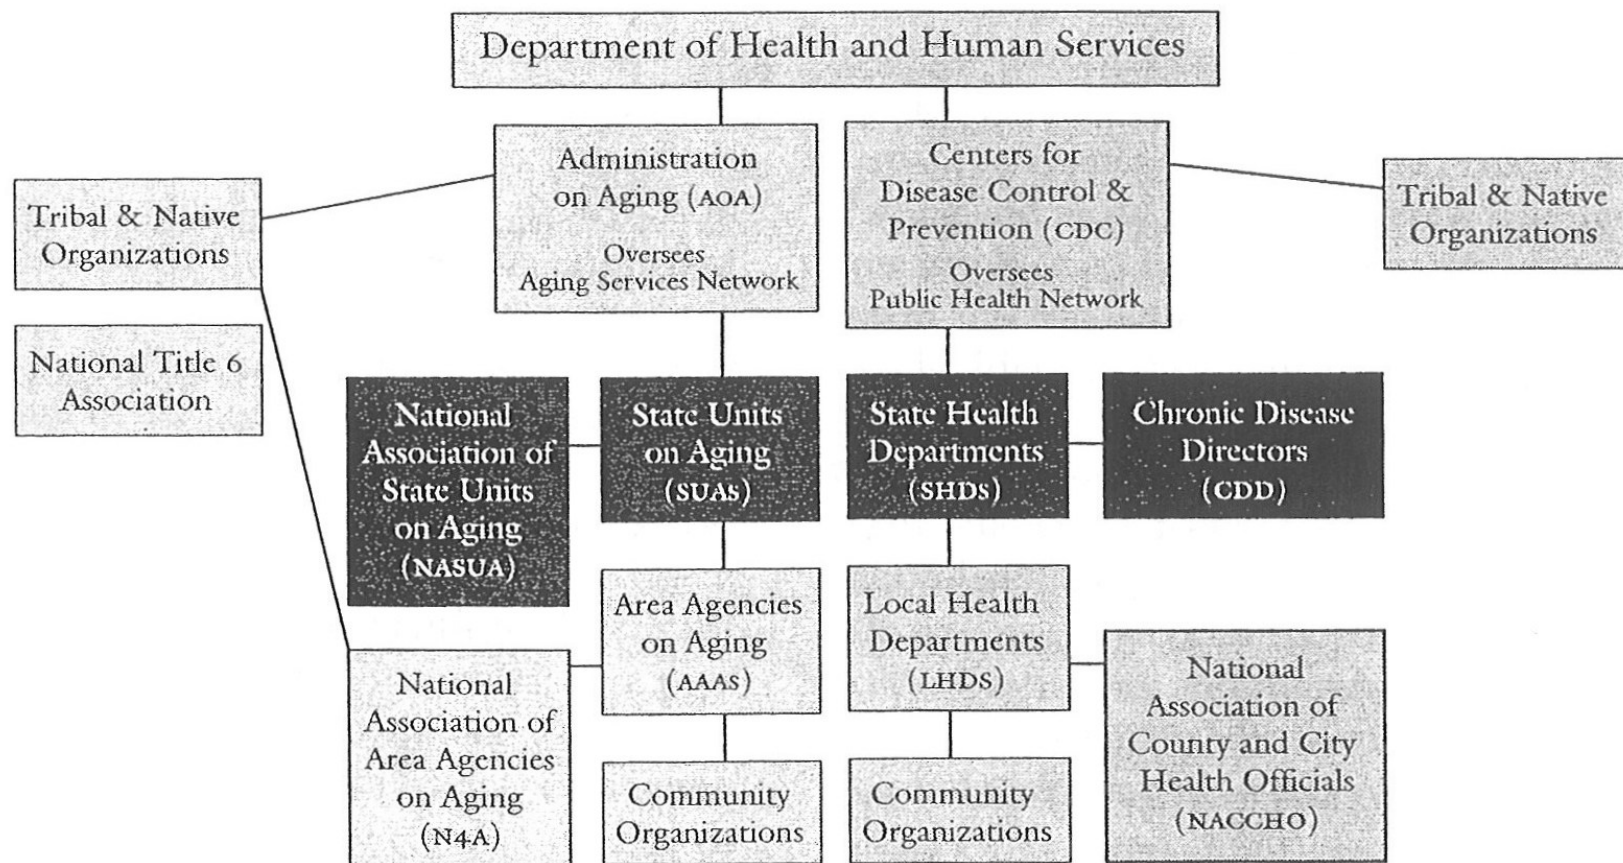 Department of Health and Human Services
Administration
on Aging (AOA)
Oversees
Aging Services Network
Centers for
Disease Control &
Prevention (CDC)
Oversees
Public Health Network
Tribal & Native
Organizations
Tribal & Native
Organizations
National Title 6
Association
National
Association of
State Units
on Aging
(NASUA)
State Units
on Aging
(SUAs)
State Health
Departments
(SHDS)
Chronic Disease
Directors
(CDD)
Area Agencies
on Aging
(AAAS)
Local Health
Departments
(LHDS)
National
Association of
Area Agencies
on Aging
(N4A)
Community
Organizations
Community
Organizations
National
Association of
County and City
Health Officials
(NACCHO)